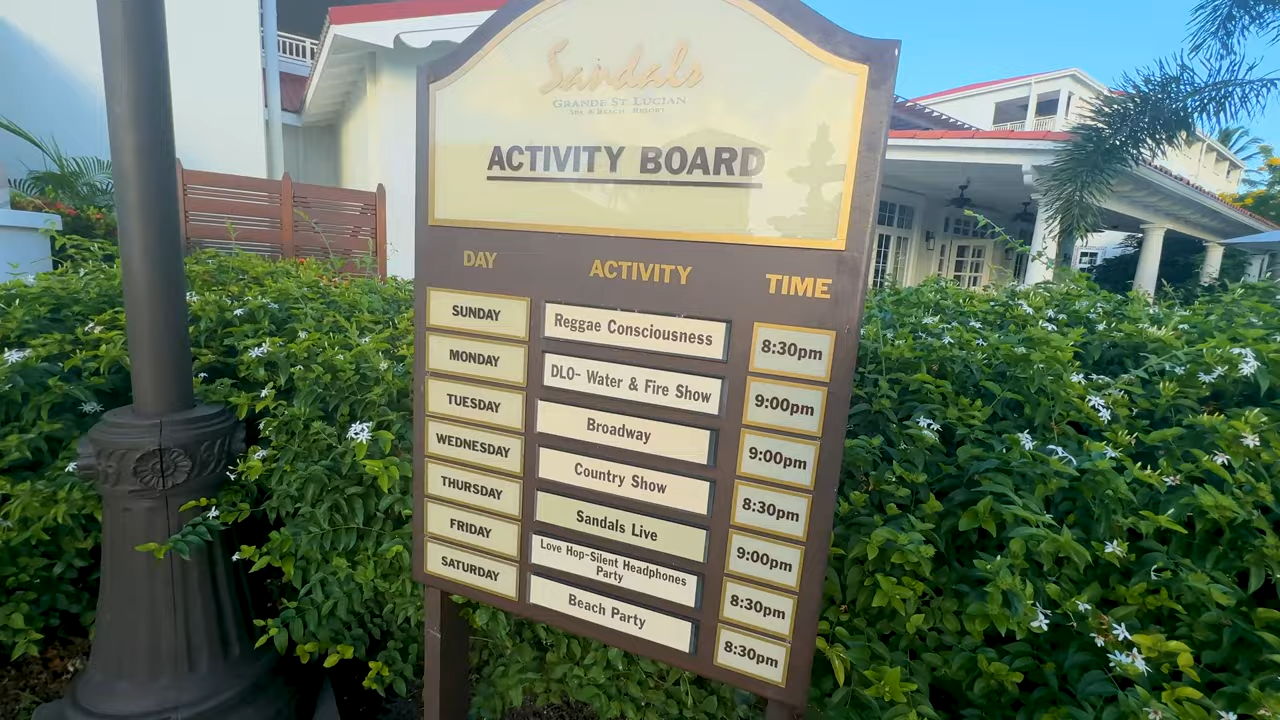 Sandals
GRANDE ST. LUCIAN
SPA & BEACH RESORT
ACTIVITY BOARD
DAY ACTIVITY TIME
SUNDAY Reggae Consciousness 8:30pm
MONDAY DLO- Water & Fire Show 9:00pm
TUESDAY Broadway 9:00pm
WEDNESDAY Country Show 8:30pm
THURSDAY Sandals Live 9:00pm
FRIDAY Love Hop-Silent Headphones
Party 8:30pm
SATURDAY Beach Party 8:30pm